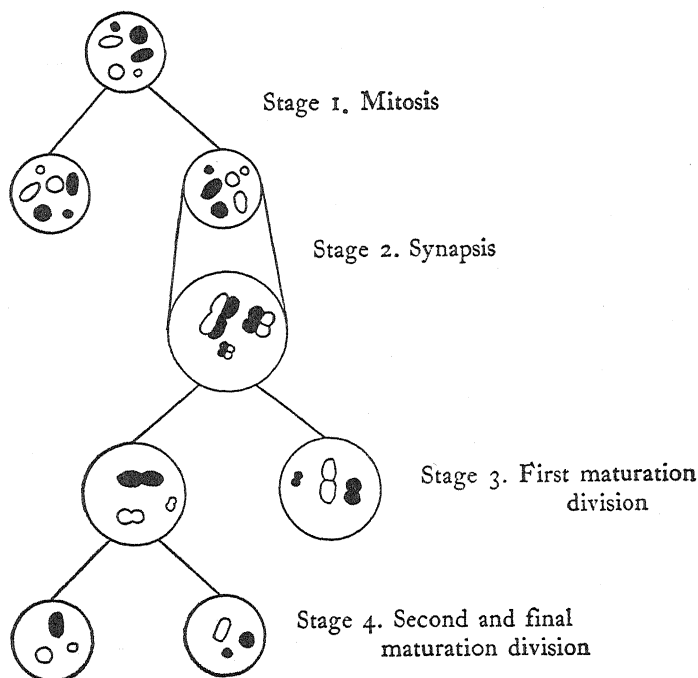 Stage 1. Mitosis
Stage 2. Synapsis
Stage 3. First maturation
division
Stage 4. Second and final
maturation division